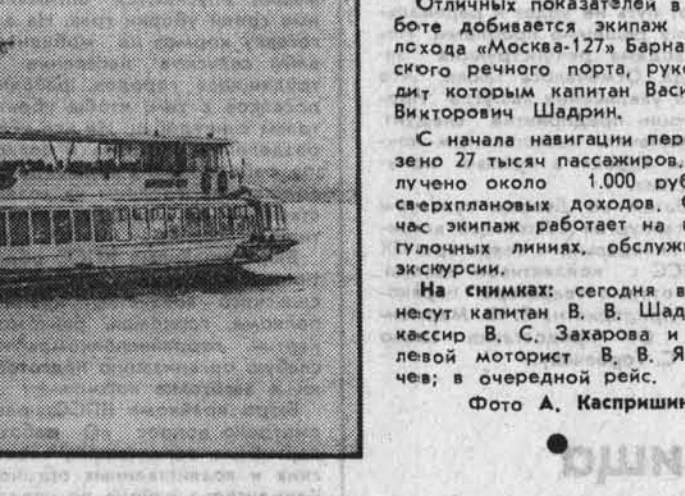 Отличных показателей в
боте добивается экипаж
лохода «Москва-127» Барна
ского речного порта, руко
дит которым капитан Васи
Викторович Шадрин.
С начала навигации пер
зено 27 тысяч пассажиров,
лучено около 1.000 руб
сверхплановых доходов. С
час экипаж работает на
гулочных линиях, обслужи
экскурсии.
На снимках: сегодня в
несут капитан В. В. Шад
кассир В. С. Захарова и
левой моторист В. В. Я
чев; в очередной рейс.
Фото А. Каспришин